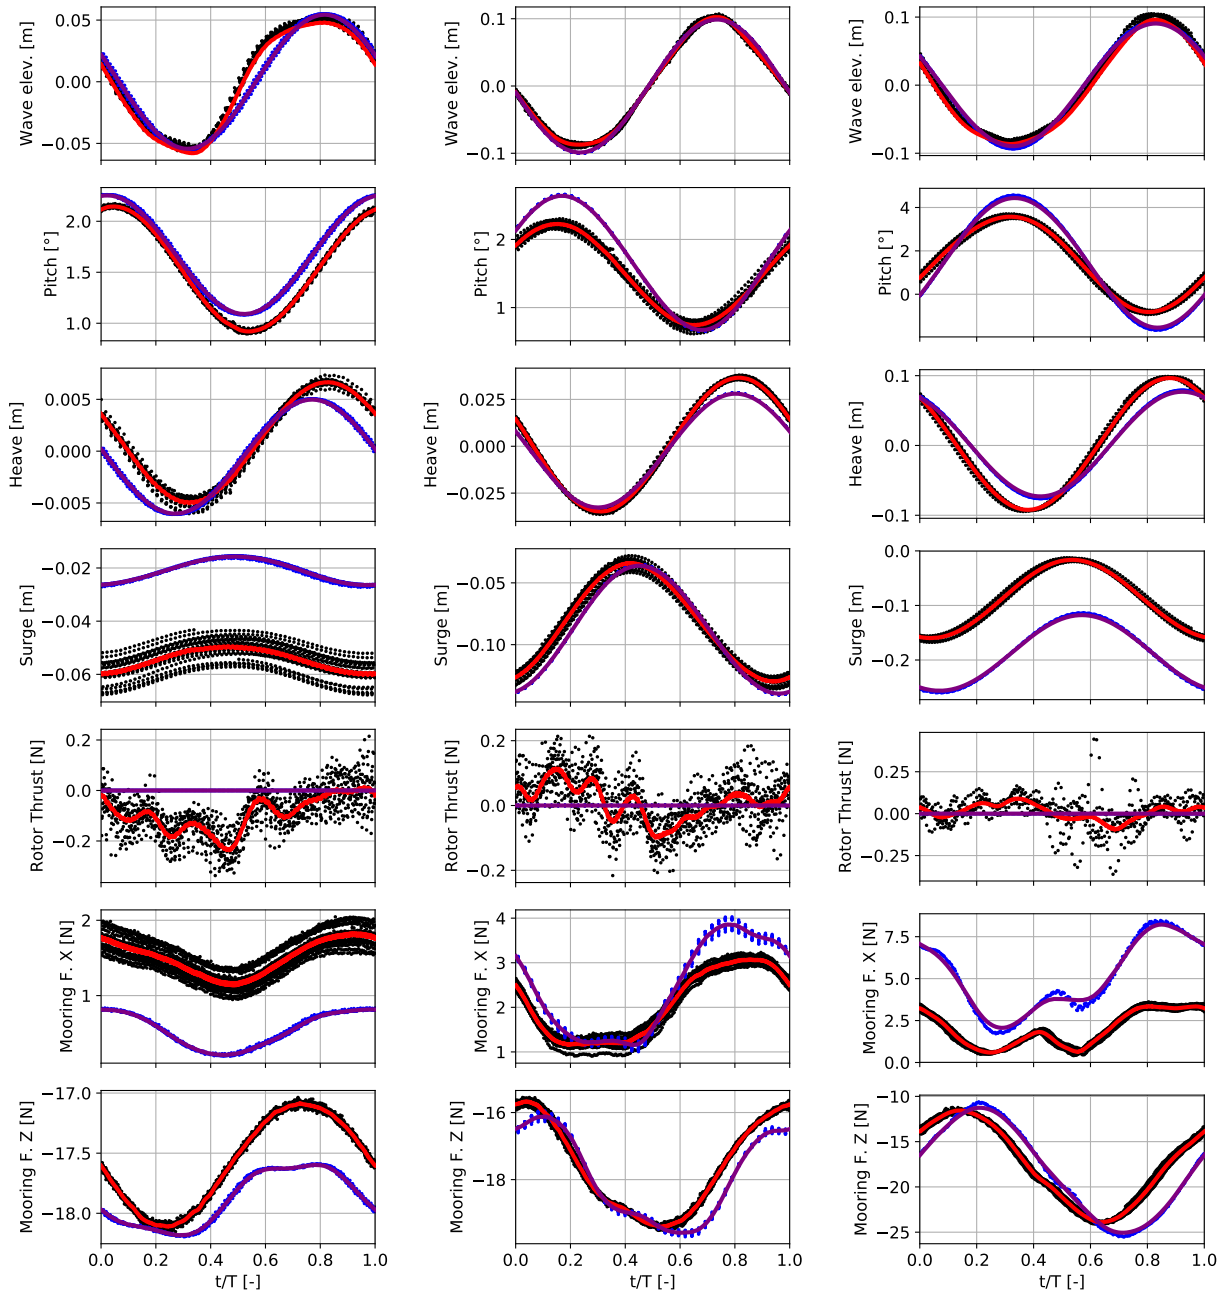 0.05
0.00
−0.05
Wave elev. [m]
0.1
0.0
−0.1
Wave elev. [m]
0.1
0.0
−0.1
Wave elev. [m]
2.0
1.5
1.0
Pitch [°]
2
1
Pitch [°]
4
2
0
Pitch [°]
0.005
0.000
−0.005
Heave [m]
0.025
0.000
−0.025
Heave [m]
0.1
0.0
−0.1
Heave [m]
−0.02
−0.04
−0.06
Surge [m]
−0.05
−0.10
Surge [m]
0.0
−0.1
−0.2
Surge [m]
0.2
0.0
−0.2
Rotor Thrust [N]
0.2
0.0
−0.2
Rotor Thrust [N]
0.25
0.00
−0.25
Rotor Thrust [N]
2
1
Mooring F. X [N]
4
3
2
1
Mooring F. X [N]
7.5
5.0
2.5
0.0
Mooring F. X [N]
−17.0
−17.5
−18.0
Mooring F. Z [N]
−16
−18
Mooring F. Z [N]
−10
−15
−20
−25
Mooring F. Z [N]
0.0 0.2 0.4 0.6 0.8 1.0
t/T [-]
0.0 0.2 0.4 0.6 0.8 1.0
t/T [-]
0.0 0.2 0.4 0.6 0.8 1.0
t/T [-]